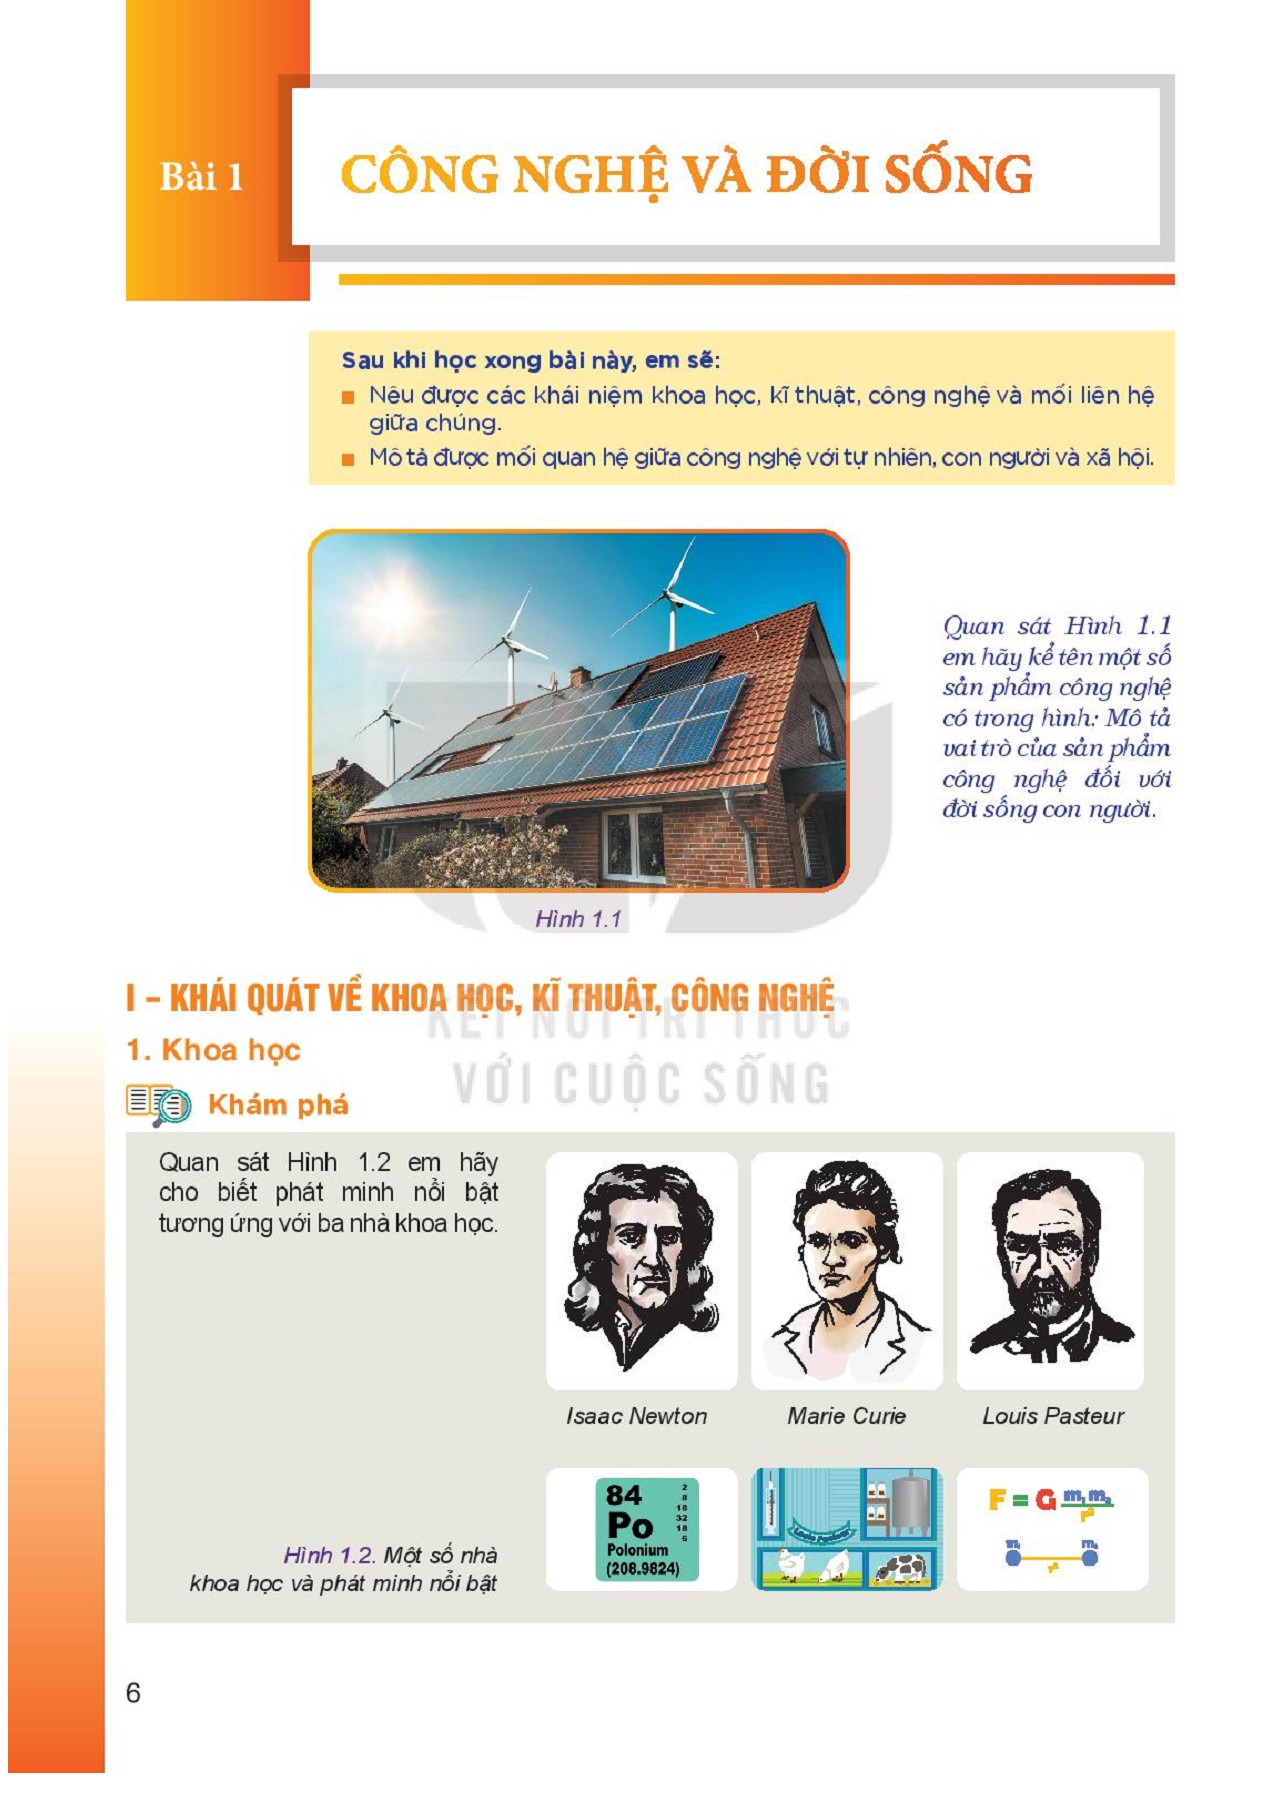 Bài 1
CÔNG NGHỆ VÀ ĐỜI SỐNG
Sau khi học xong bài này, em sẽ:
Nêu được các khái niệm khoa học, kĩ thuật, công nghệ và mối liên hệ
giữa chúng.
Mô tả được mối quan hệ giữa công nghệ với tự nhiên, con người và xã hội.
Quan sát Hình 1.1
em hãy kể tên một số
sản phẩm công nghệ
có trong hình: Mô tả
vai trò của sản phẩm
công nghệ đối với
đời sống con người.
Hình 1.1
I – KHÁI QUÁT VỀ KHOA HỌC, KĨ THUẬT, CÔNG NGHỆ
KẾT NỐI TRI THỨC
VỚI CUỘC SỐNG
1. Khoa học
Khám phá
Quan sát Hình 1.2 em hãy
cho biết phát minh nổi bật
tương ứng với ba nhà khoa học.
Isaac Newton
Marie Curie
Louis Pasteur
84
Po
Polonium
(208.9824)
2
8
18
32
18
6
Louis Pasteur
F = G m₁m₂
r²
m₁
m₂
r
Hình 1.2. Một số nhà
khoa học và phát minh nổi bật
6